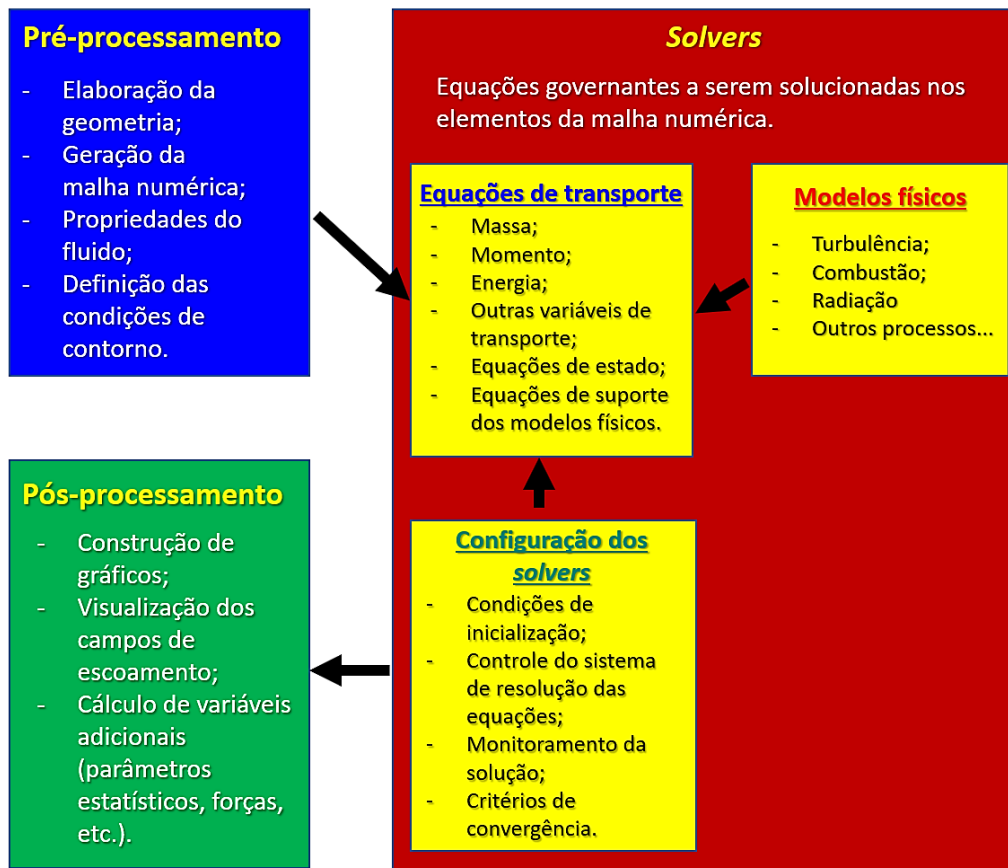 Pré-processamento
- Elaboração da
geometria;
- Geração da
malha numérica;
- Propriedades do
fluido;
- Definição das
condições de
contorno.
Solvers
Equações governantes a serem solucionadas nos
elementos da malha numérica.
Equações de transporte
- Massa;
- Momento;
- Energia;
- Outras variáveis de
transporte;
- Equações de estado;
- Equações de suporte
dos modelos físicos.
Modelos físicos
- Turbulência;
- Combustão;
- Radiação
- Outros processos...
Configuração dos
solvers
- Condições de
inicialização;
- Controle do sistema
de resolução das
equações;
- Monitoramento da
solução;
- Critérios de
convergência.
Pós-processamento
- Construção de
gráficos;
- Visualização dos
campos de
escoamento;
- Cálculo de variáveis
adicionais
(parâmetros
estatísticos, forças,
etc.).